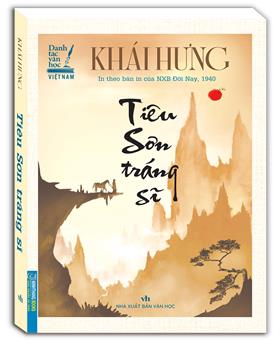 Danh
tác văn
học
VIỆT NAM
KHÁI HƯNG
In theo bản in của NXB Đời Nay, 1940
Tiêu
Sơn
tráng
sĩ
vh
NHÀ XUẤT BẢN VĂN HỌC
KHÁI HƯNG
Tiêu Sơn tráng sĩ